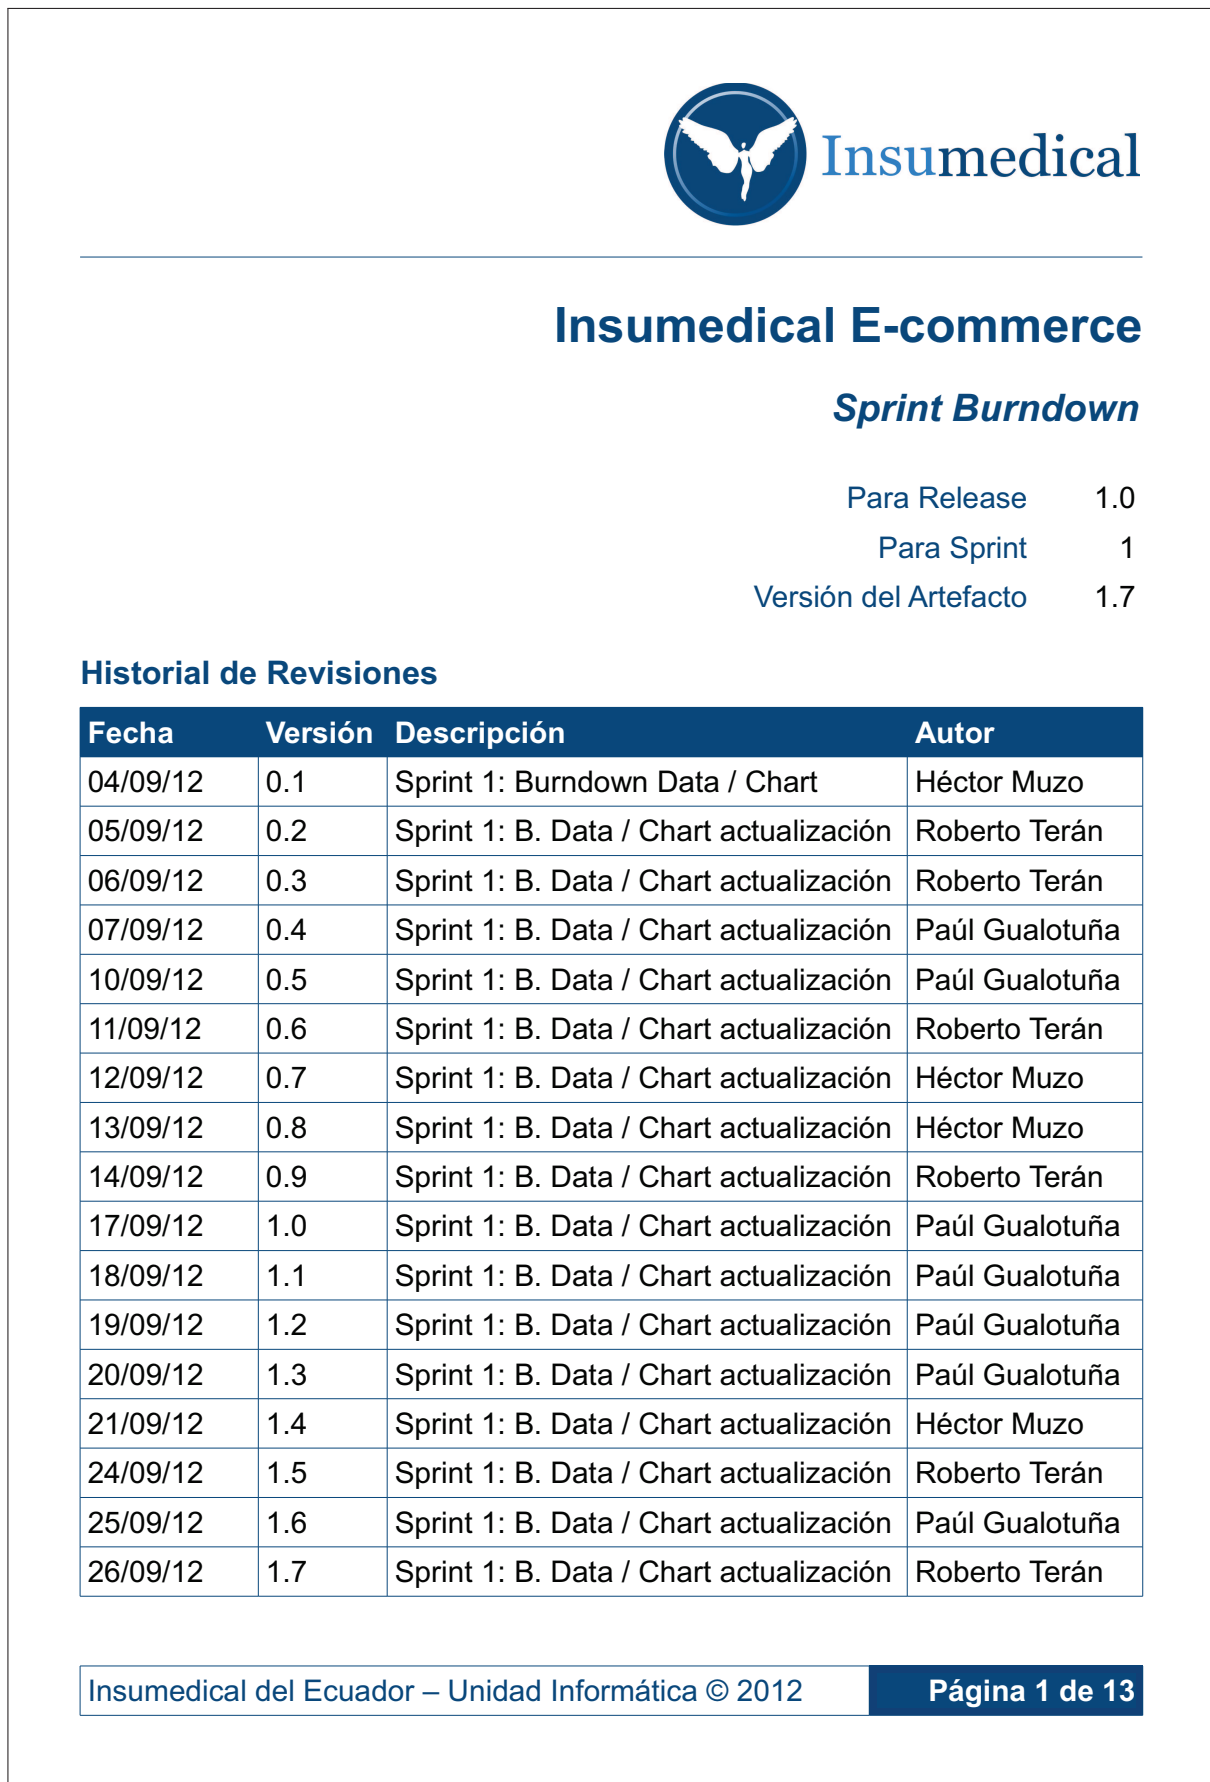 Insumedical
Insumedical E-commerce
Sprint Burndown
Para Release 1.0
Para Sprint 1
Versión del Artefacto 1.7
Historial de Revisiones
Fecha Versión Descripción Autor
04/09/12 0.1 Sprint 1: Burndown Data / Chart Héctor Muzo
05/09/12 0.2 Sprint 1: B. Data / Chart actualización Roberto Terán
06/09/12 0.3 Sprint 1: B. Data / Chart actualización Roberto Terán
07/09/12 0.4 Sprint 1: B. Data / Chart actualización Paúl Gualotuña
10/09/12 0.5 Sprint 1: B. Data / Chart actualización Paúl Gualotuña
11/09/12 0.6 Sprint 1: B. Data / Chart actualización Roberto Terán
12/09/12 0.7 Sprint 1: B. Data / Chart actualización Héctor Muzo
13/09/12 0.8 Sprint 1: B. Data / Chart actualización Héctor Muzo
14/09/12 0.9 Sprint 1: B. Data / Chart actualización Roberto Terán
17/09/12 1.0 Sprint 1: B. Data / Chart actualización Paúl Gualotuña
18/09/12 1.1 Sprint 1: B. Data / Chart actualización Paúl Gualotuña
19/09/12 1.2 Sprint 1: B. Data / Chart actualización Paúl Gualotuña
20/09/12 1.3 Sprint 1: B. Data / Chart actualización Paúl Gualotuña
21/09/12 1.4 Sprint 1: B. Data / Chart actualización Héctor Muzo
24/09/12 1.5 Sprint 1: B. Data / Chart actualización Roberto Terán
25/09/12 1.6 Sprint 1: B. Data / Chart actualización Paúl Gualotuña
26/09/12 1.7 Sprint 1: B. Data / Chart actualización Roberto Terán
Insumedical del Ecuador – Unidad Informática © 2012 Página 1 de 13